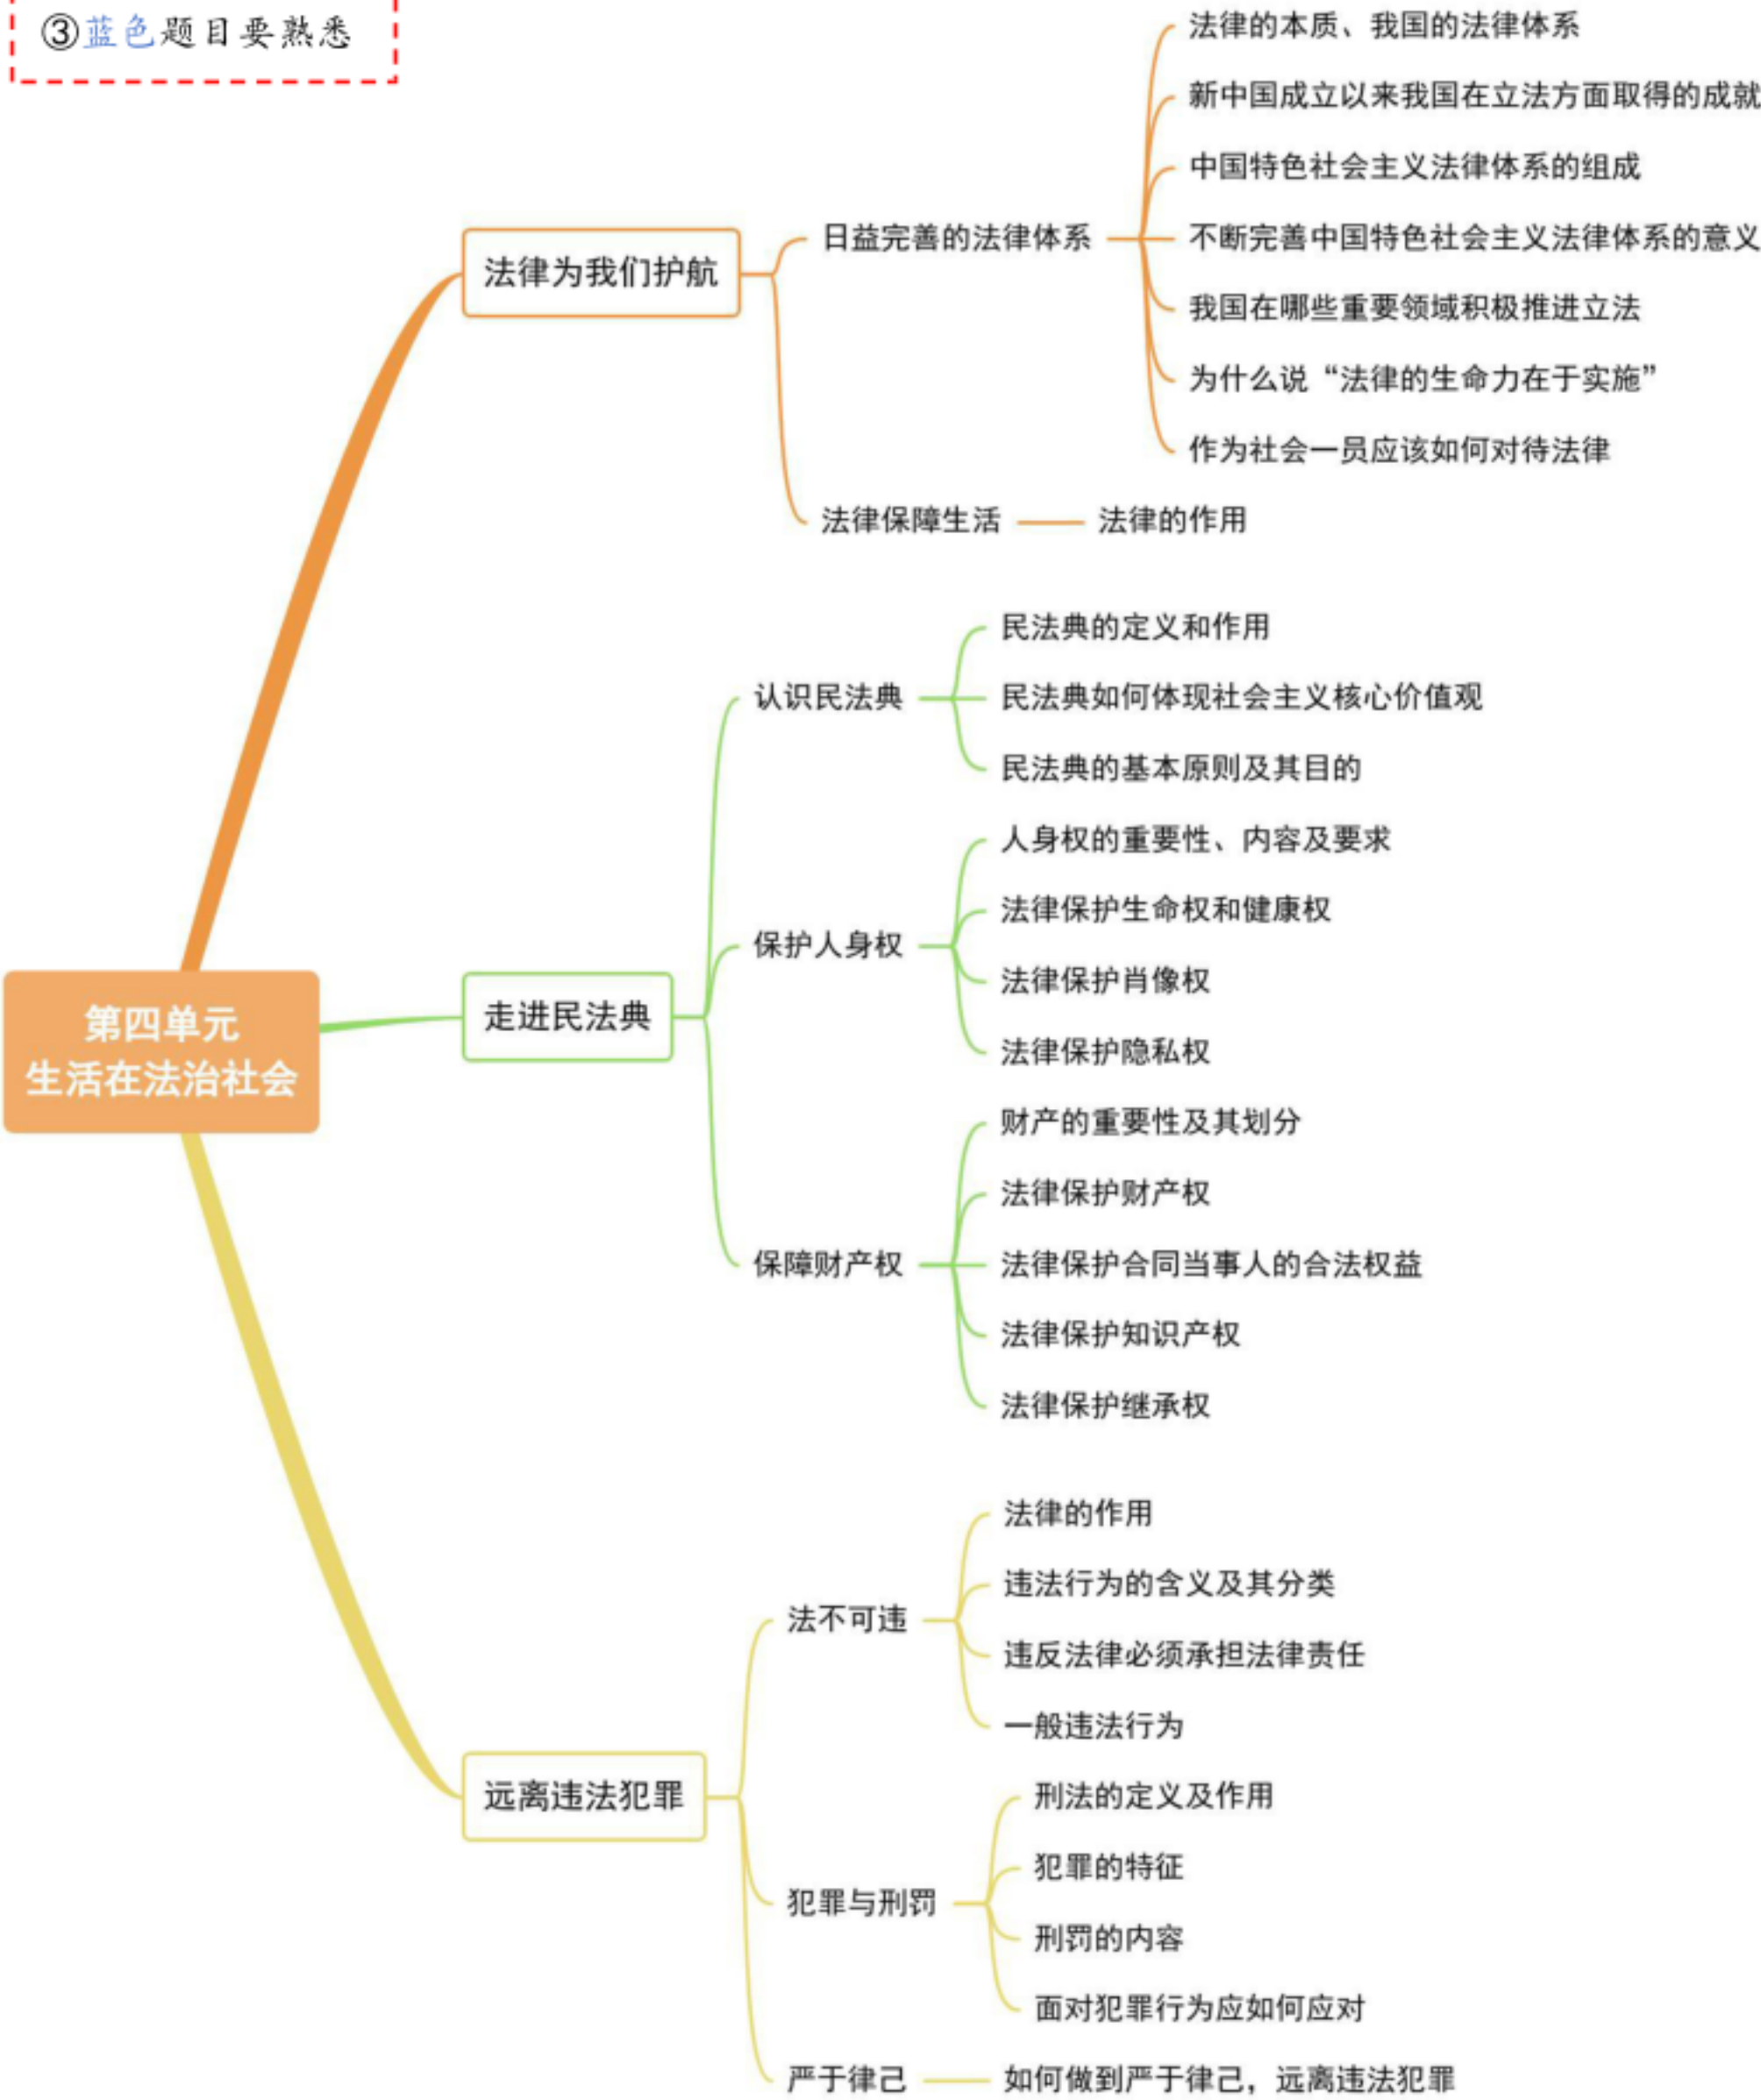 ③蓝色题目要熟悉
第四单元
生活在法治社会
法律为我们护航
日益完善的法律体系
法律的本质、我国的法律体系
新中国成立以来我国在立法方面取得的成就
中国特色社会主义法律体系的组成
不断完善中国特色社会主义法律体系的意义
我国在哪些重要领域积极推进立法
为什么说“法律的生命力在于实施”
作为社会一员应该如何对待法律
法律保障生活
法律的作用
走进民法典
认识民法典
民法典的定义和作用
民法典如何体现社会主义核心价值观
民法典的基本原则及其目的
保护人身权
人身权的重要性、内容及要求
法律保护生命权和健康权
法律保护肖像权
法律保护隐私权
保障财产权
财产的重要性及其划分
法律保护财产权
法律保护合同当事人的合法权益
法律保护知识产权
法律保护继承权
远离违法犯罪
法不可违
法律的作用
违法行为的含义及其分类
违反法律必须承担法律责任
一般违法行为
犯罪与刑罚
刑法的定义及作用
犯罪的特征
刑罚的内容
面对犯罪行为应如何应对
严于律己
如何做到严于律己，远离违法犯罪